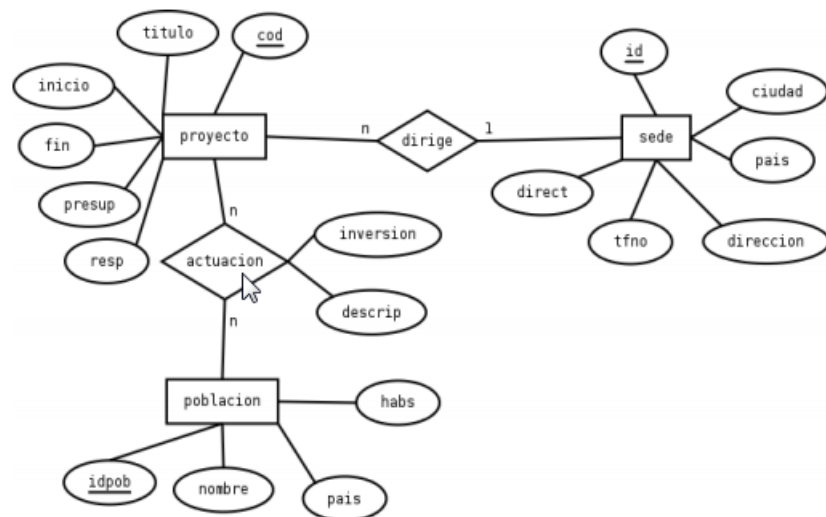 titulo
cod
inicio
id
ciudad
fin
proyecto
n
dirige
1
sede
pais
presup
direct
n
inversion
resp
actuacion
tfno
direccion
descrip
n
poblacion
habs
idpob
nombre
pais